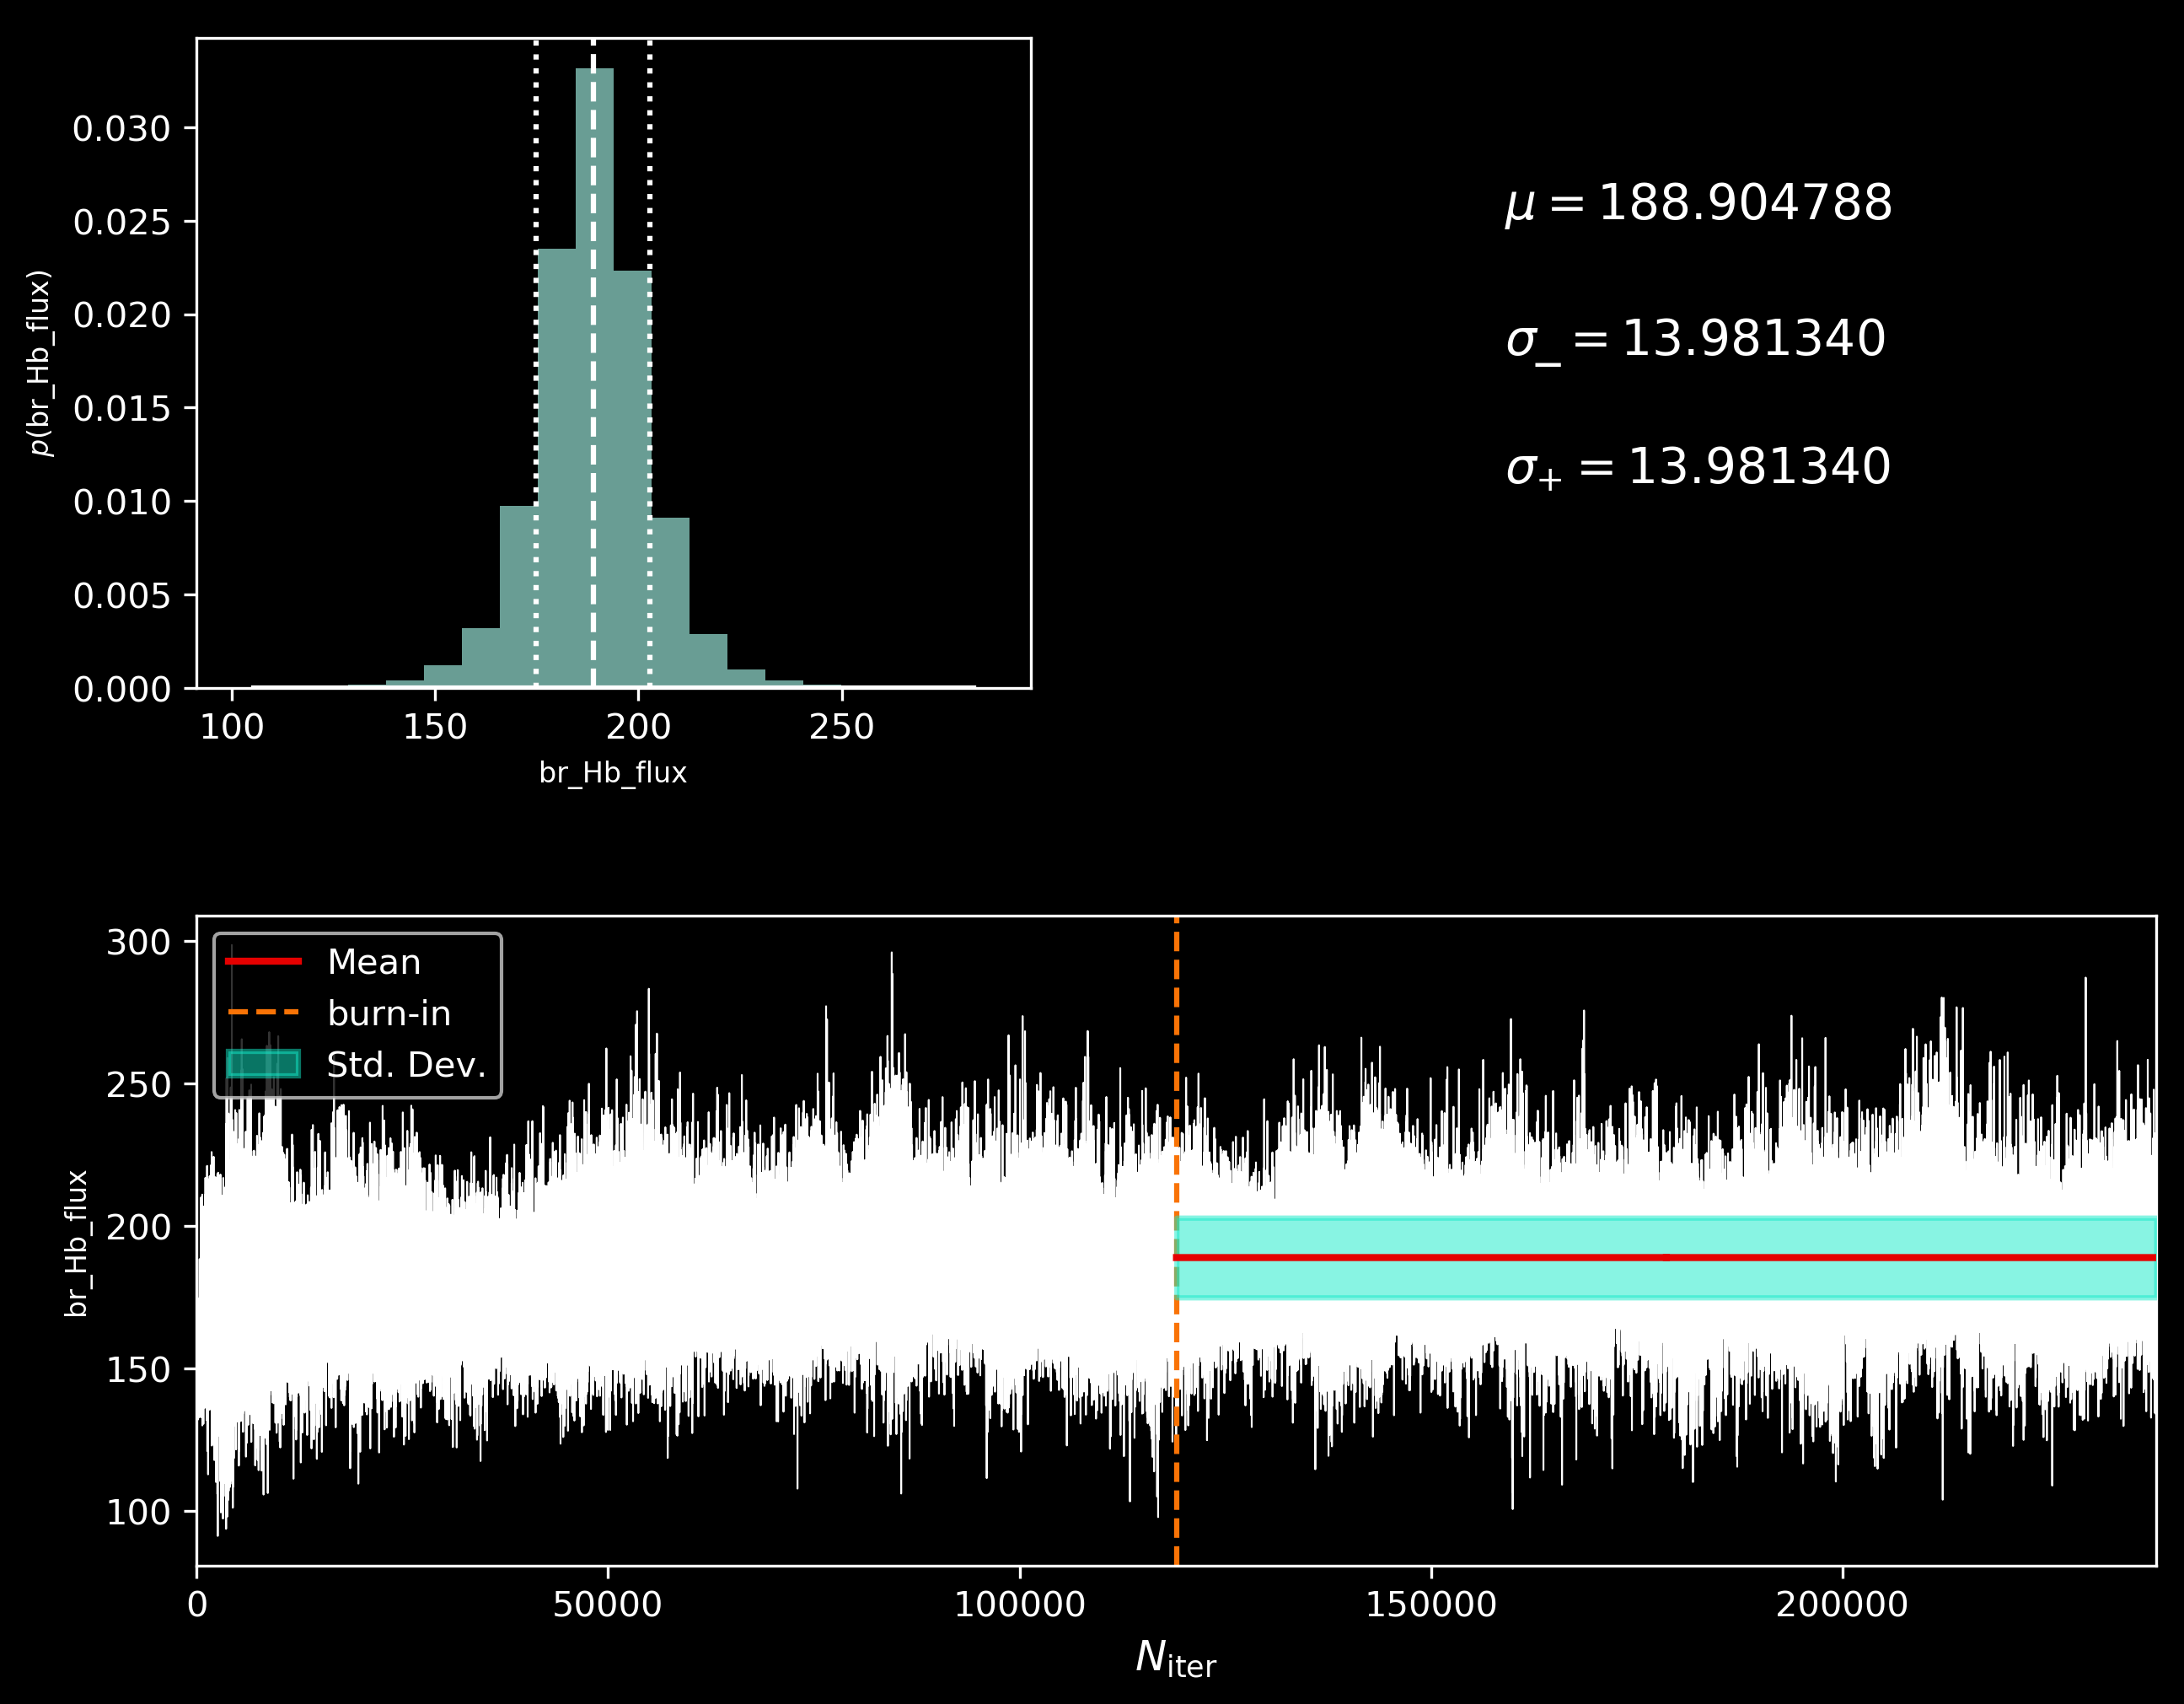 0.030
0.025
0.020
0.015
0.010
0.005
0.000
p(br_Hb_flux)
100 150 200 250
br_Hb_flux
μ = 188.904788
σ₋ = 13.981340
σ₊ = 13.981340
300
250
200
150
100
br_Hb_flux
Mean
burn-in
Std. Dev.
0 50000 100000 150000 200000
N_iter